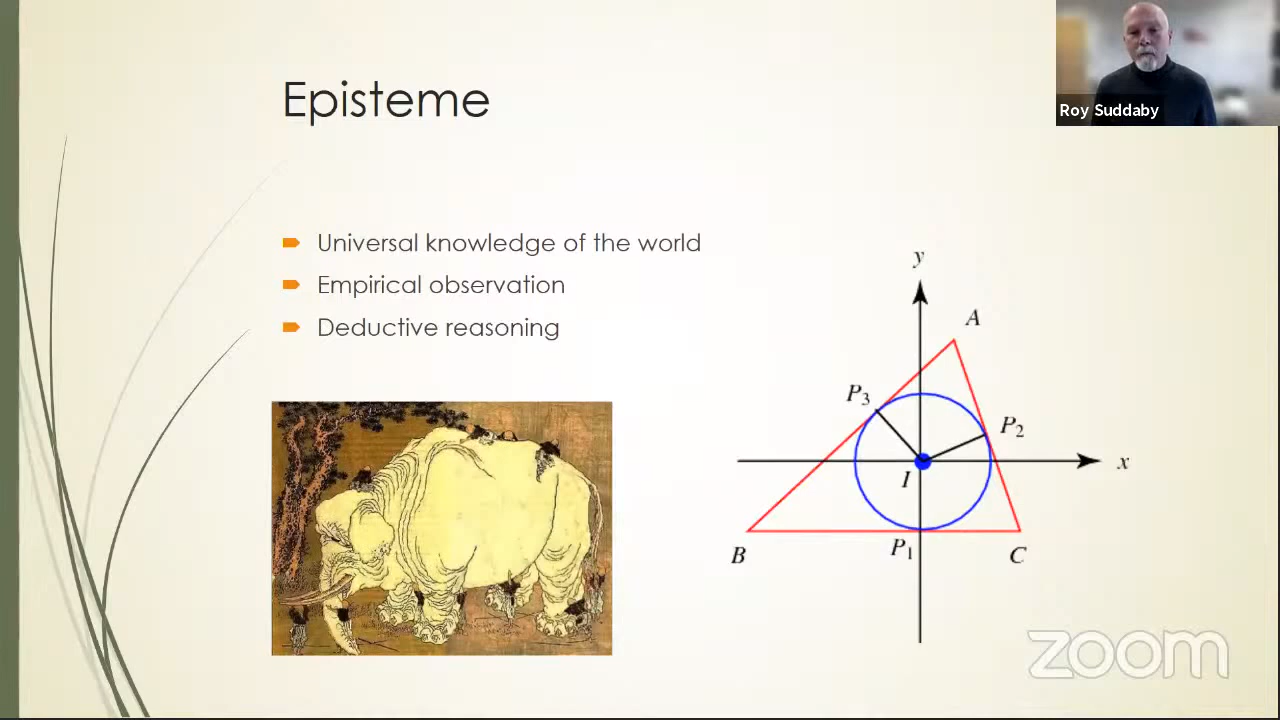 Episteme
Roy Suddaby
Universal knowledge of the world
Empirical observation
Deductive reasoning
y
A
P3
P2
x
I
B
P1
C
zoom